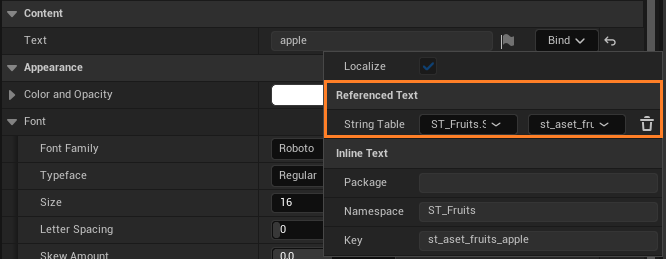 Content
Text
apple
Bind
Localize
Appearance
Color and Opacity
Referenced Text
String Table
ST_Fruits.S
st_aset_fru
Font
Font Family
Roboto
Inline Text
Typeface
Regular
Package
Size
16
Namespace
ST_Fruits
Letter Spacing
0
Key
st_aset_fruits_apple
Skew Amount
0.0